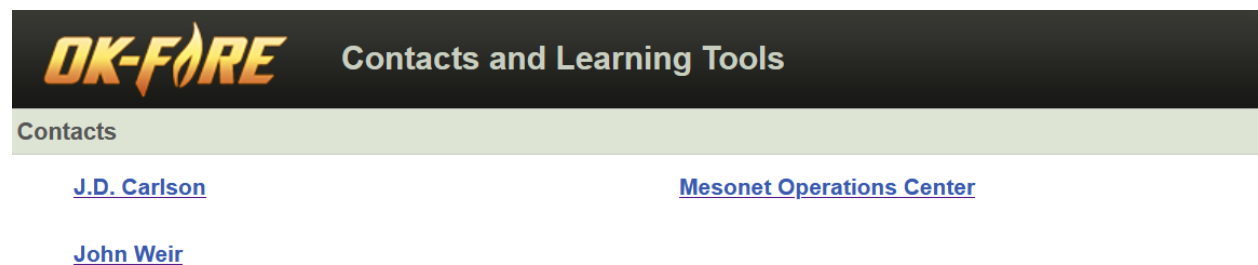 OK-FIRE Contacts and Learning Tools
Contacts
J.D. Carlson Mesonet Operations Center
John Weir